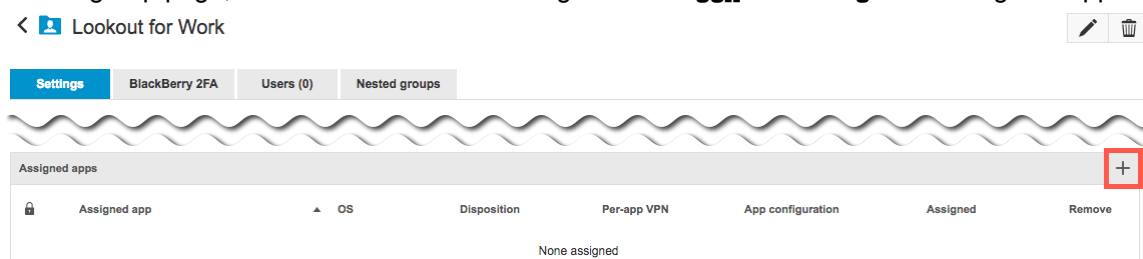 Lookout for Work
Settings BlackBerry 2FA Users (0) Nested groups
Assigned apps
Assigned app OS Disposition Per-app VPN App configuration Assigned Remove
None assigned